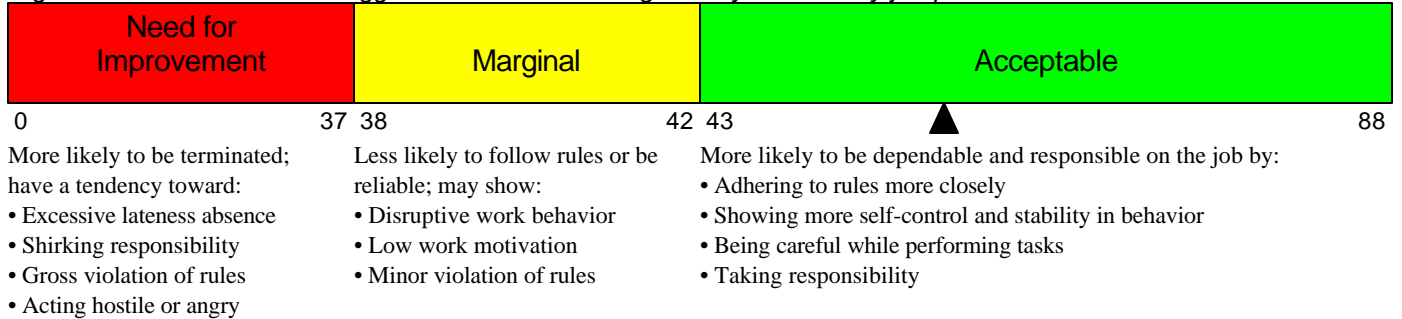 Need for
Improvement
Marginal
Acceptable
0 37 38 42 43 88
More likely to be terminated;
have a tendency toward:
• Excessive lateness absence
• Shirking responsibility
• Gross violation of rules
• Acting hostile or angry
Less likely to follow rules or be
reliable; may show:
• Disruptive work behavior
• Low work motivation
• Minor violation of rules
More likely to be dependable and responsible on the job by:
• Adhering to rules more closely
• Showing more self-control and stability in behavior
• Being careful while performing tasks
• Taking responsibility